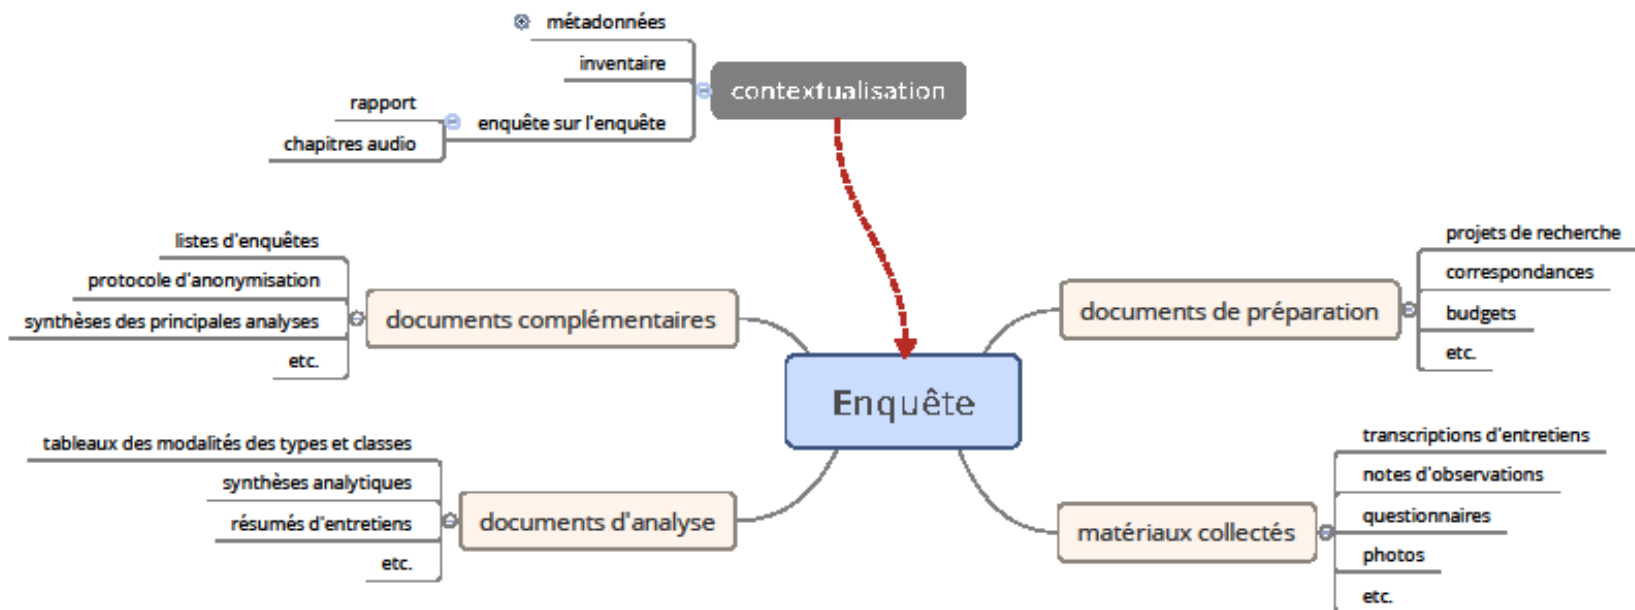 métadonnées
inventaire
contextualisation
rapport
enquête sur l'enquête
chapitres audio
listes d'enquêtes
protocole d'anonymisation
synthèses des principales analyses
etc.
documents complémentaires
projets de recherche
correspondances
budgets
etc.
documents de préparation
Enquête
tableaux des modalités des types et classes
synthèses analytiques
résumés d'entretiens
etc.
documents d'analyse
transcriptions d'entretiens
notes d'observations
questionnaires
photos
etc.
matériaux collectés